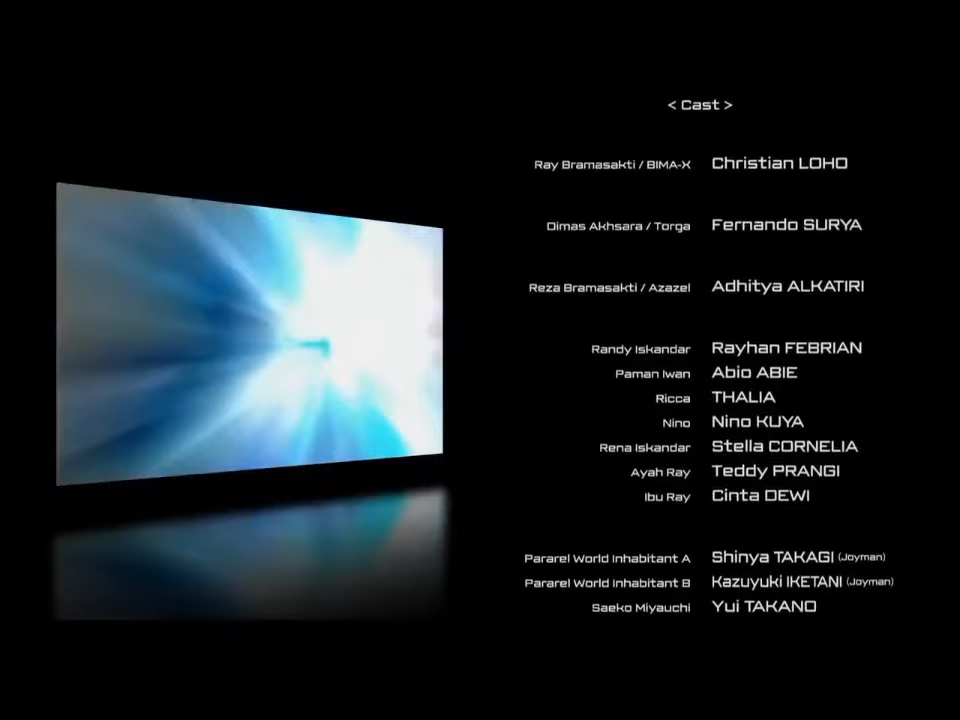 < Cast >
Ray Bramasakti / BIMA-X Christian LOHO
Dimas Akhsara / Torga Fernando SURYA
Reza Bramasakti / Azazel Adhitya ALKATIRI
Randy Iskandar Rayhan FEBRIAN
Paman Iwan Abio ABIE
Ricca THALIA
Nino Nino KUYA
Rena Iskandar Stella CORNELIA
Ayah Ray Teddy PRANGI
Ibu Ray Cinta DEWI
Pararel World Inhabitant A Shinya TAKAGI (Joyman)
Pararel World Inhabitant B Kazuyuki IKETANI (Joyman)
Saeko Miyauchi Yui TAKANO